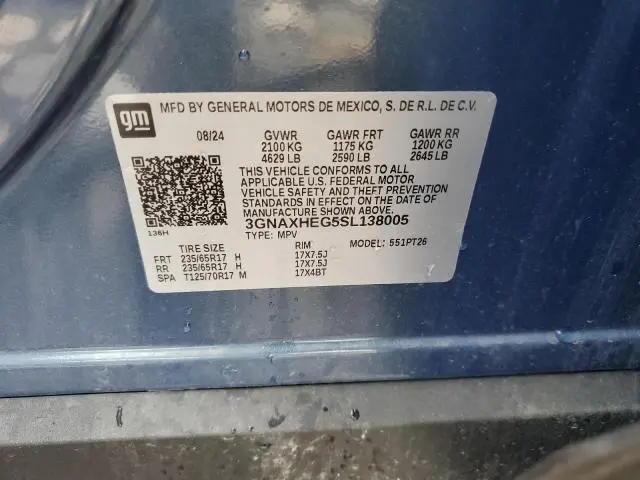 gm
MFD BY GENERAL MOTORS DE MEXICO, S. DE R.L. DE C.V.
08/24 GVWR GAWR FRT GAWR RR
2100 KG 1175 KG 1200 KG
4629 LB 2590 LB 2645 LB
THIS VEHICLE CONFORMS TO ALL
APPLICABLE U.S. FEDERAL MOTOR
VEHICLE SAFETY AND THEFT PREVENTION
STANDARDS IN EFFECT ON THE DATE OF
MANUFACTURE SHOWN ABOVE.
3GNAXHEG5SL138005
136H
TYPE: MPV MODEL: 551PT26
TIRE SIZE RIM
FRT 235/65R17 H 17X7.5J
RR 235/65R17 H 17X7.5J
SPA T125/70R17 M 17X4BT